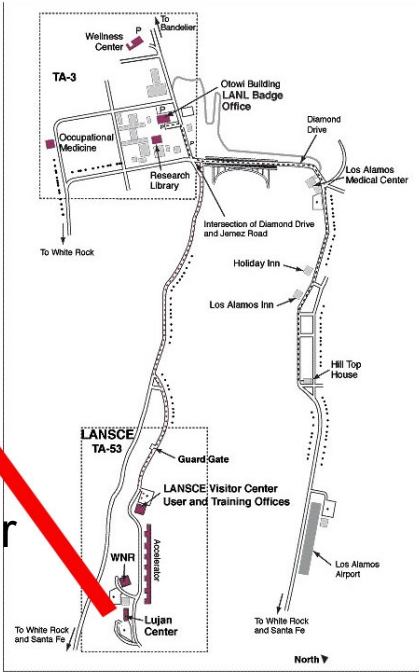 To
Bandelier
Wellness
Center
P
TA-3
Otowi Building
LANL Badge
Office
P
P
P
Diamond
Drive
Occupational
Medicine
Research
Library
Los Alamos
Medical Center
Intersection of Diamond Drive
and Jemez Road
To White Rock
Holiday Inn
Los Alamos Inn
Hill Top
House
LANSCE
TA-53
Guard Gate
LANSCE Visitor Center
User and Training Offices
r
WNR
Accelerator
Los Alamos
Airport
Lujan
Center
To White Rock
and Santa Fe
To White Rock
and Santa Fe
North